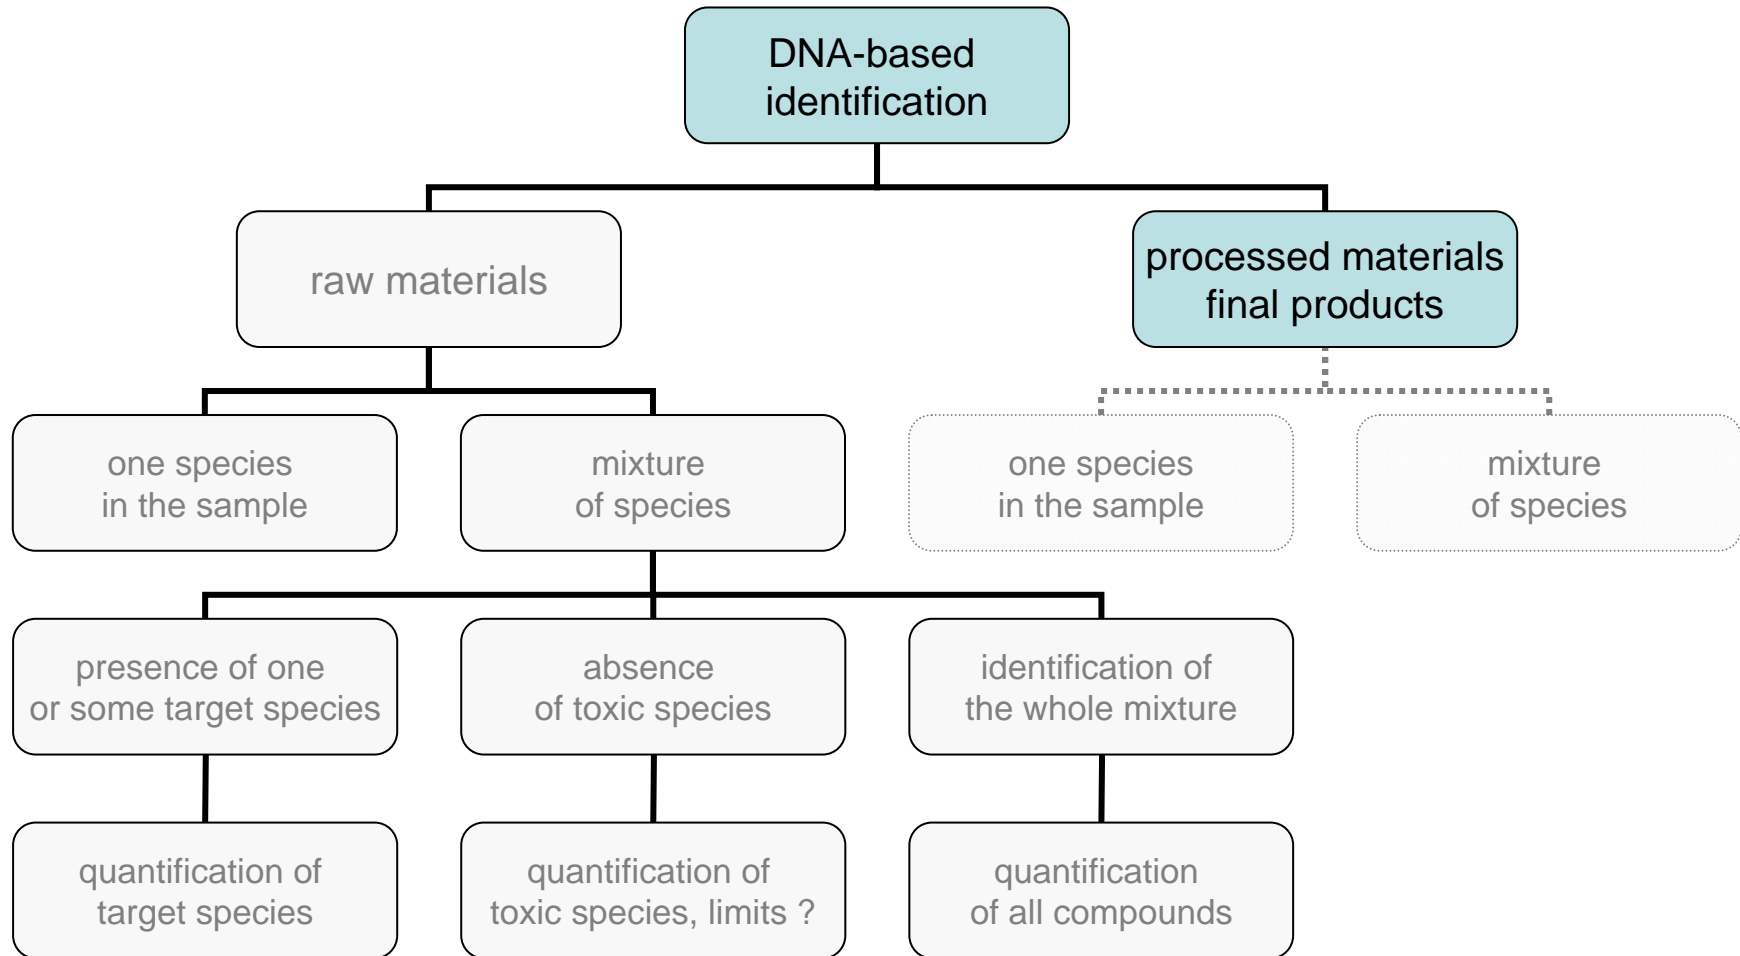 DNA-based
identification
raw materials
processed materials
final products
one species
in the sample
mixture
of species
one species
in the sample
mixture
of species
presence of one
or some target species
absence
of toxic species
identification of
the whole mixture
quantification of
target species
quantification of
toxic species, limits ?
quantification
of all compounds